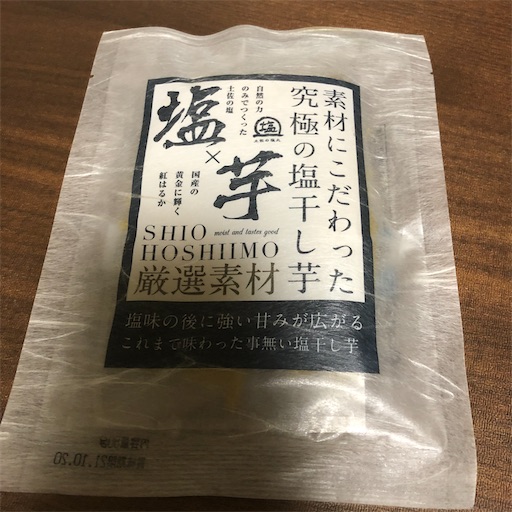 素材にこだわった
究極の塩干し芋
自然の力
のみでつくった
土佐の塩
塩
塩
×
芋
国産の
黄金に輝く
紅はるか
SHIO
moist and tastes good
HOSHIIMO
厳選素材
塩味の後に強い甘みが広がる
これまで味わった事無い塩干し芋
21.10.20